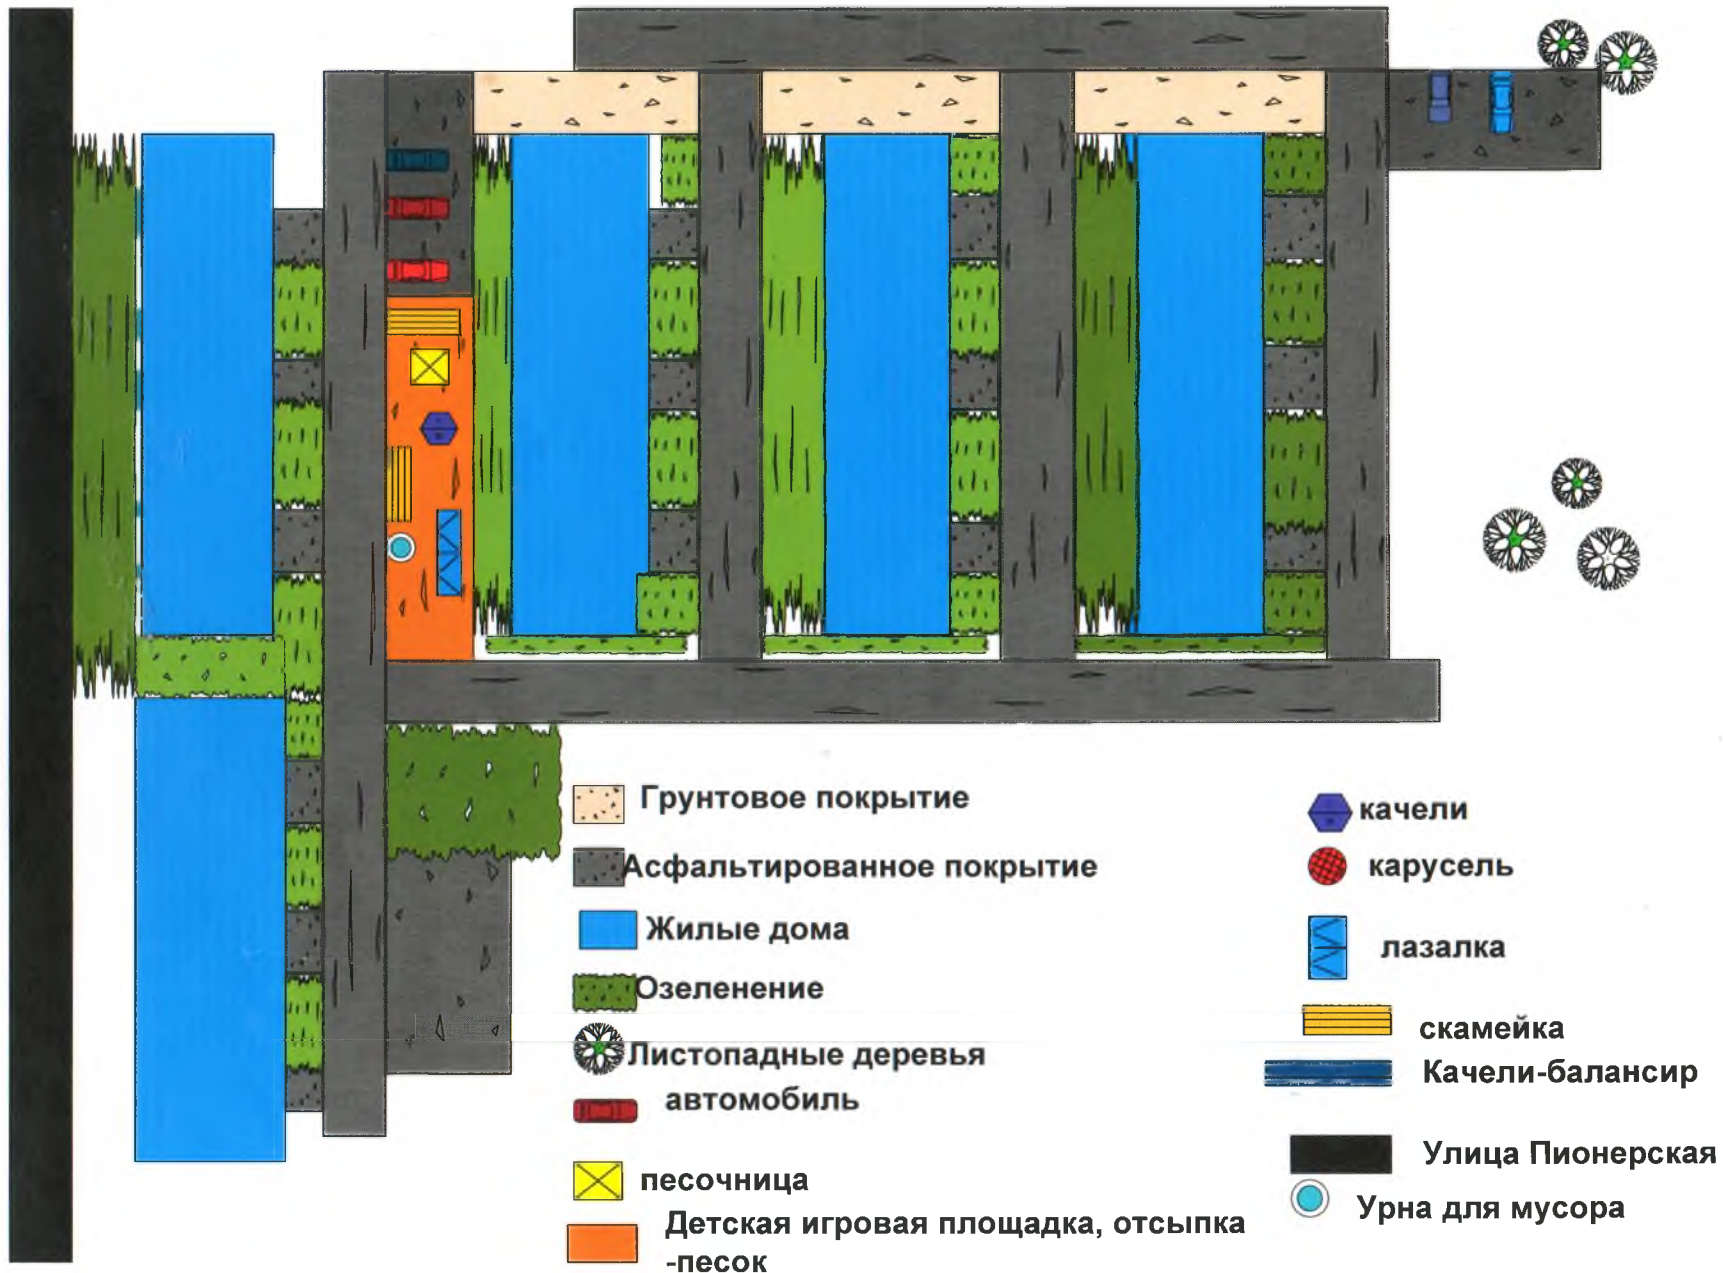 Грунтовое покрытие
Асфальтированное покрытие
Жилые дома
Озеленение
Листопадные деревья
автомобиль
песочница
Детская игровая площадка, отсыпка
-песок
качели
карусель
лазалка
скамейка
Качели-балансир
Улица Пионерская
Урна для мусора